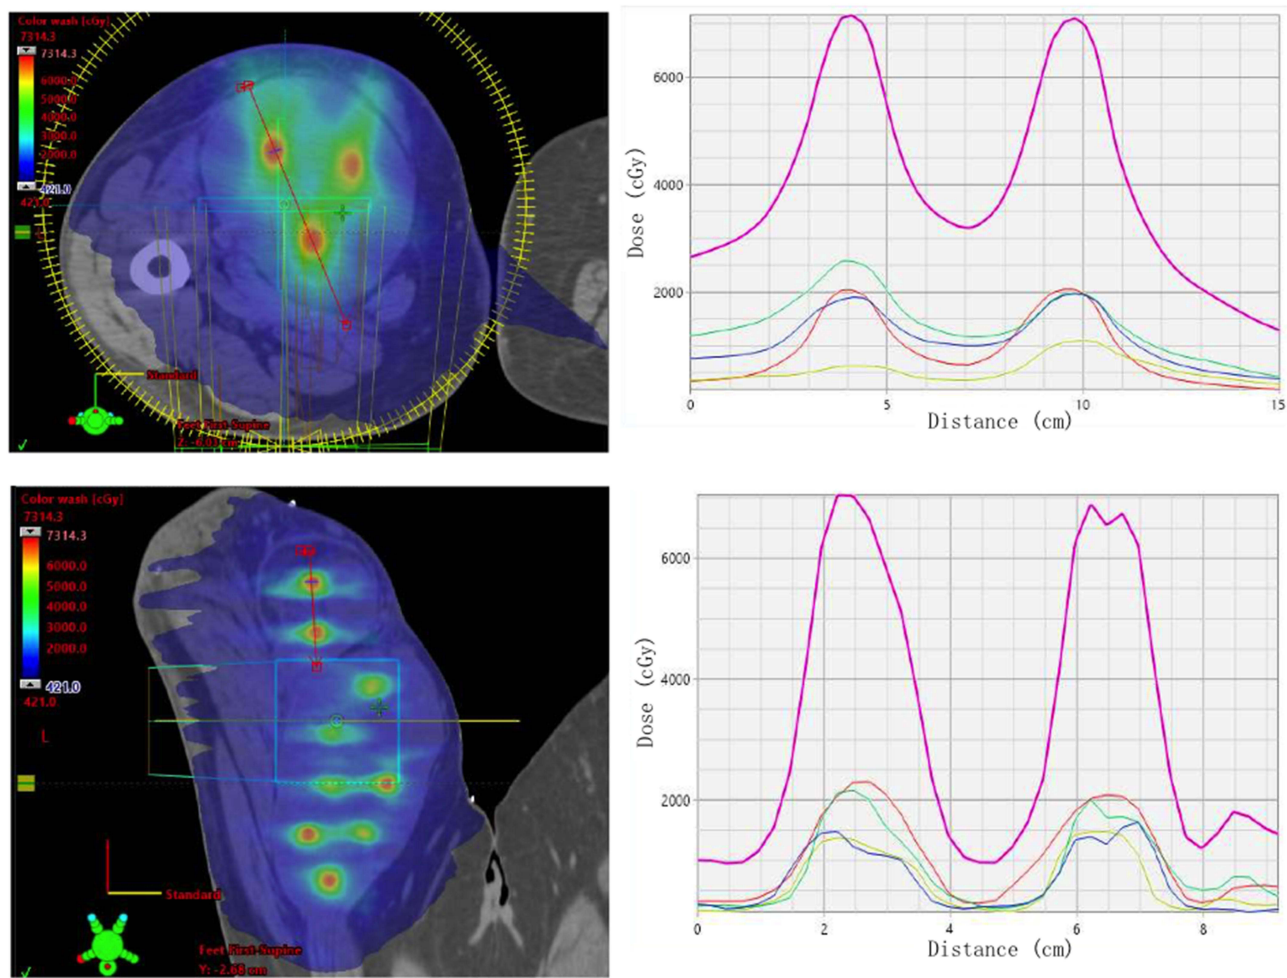 Color wash [cGy]
7314.3
7314.3
6000.0
5000.0
4000.0
3000.0
2000.0
421.0
421.0
Standard
Feet First-Supine
Z: -6.03 cm
6000
4000
2000
Dose (cGy)
0
5
10
15
Distance (cm)
Color wash [cGy]
7314.3
7314.3
6000.0
5000.0
4000.0
3000.0
2000.0
421.0
421.0
L
Standard
Feet First-Supine
Y: -2.68 cm
6000
4000
2000
Dose (cGy)
0
2
4
6
8
Distance (cm)